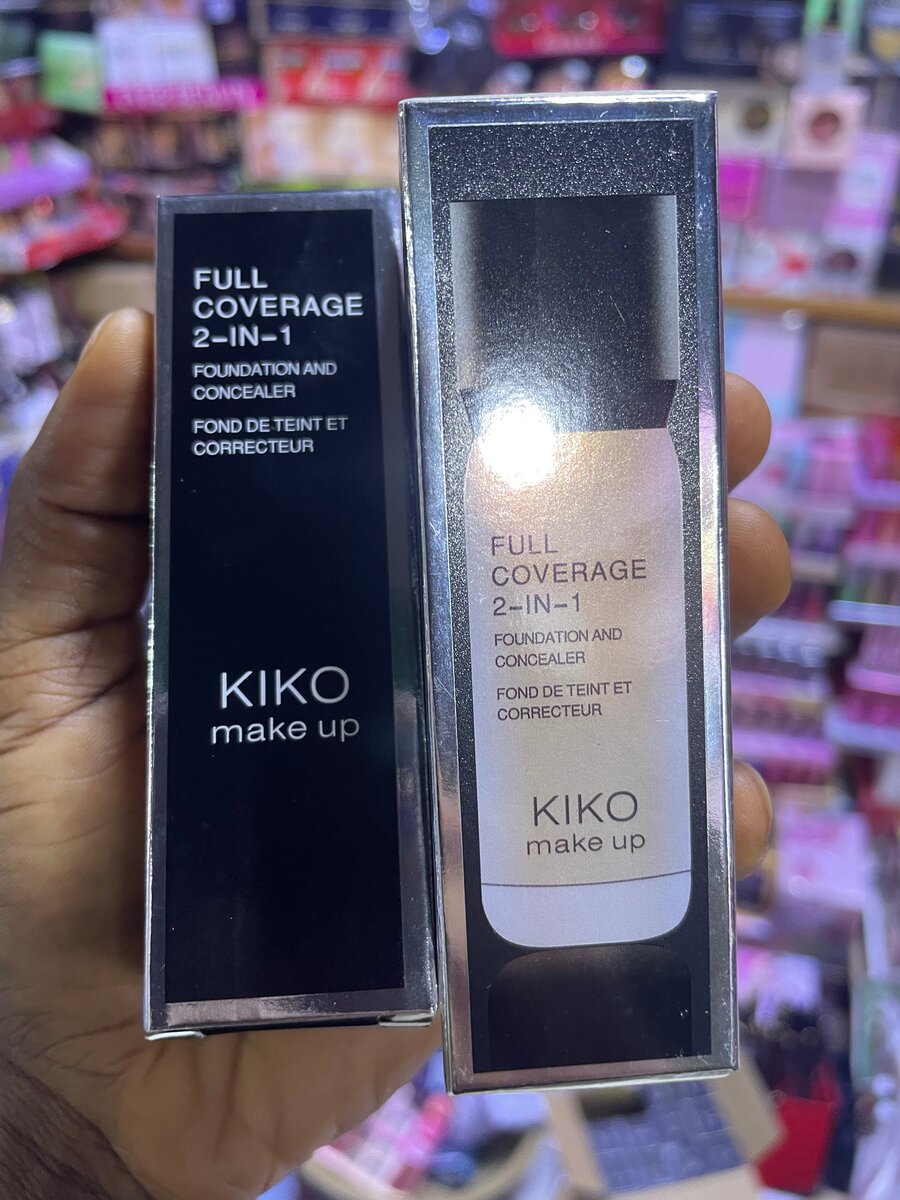 FULL
COVERAGE
2-IN-1
FOUNDATION AND
CONCEALER
FOND DE TEINT ET
CORRECTEUR
KIKO
make up
FULL
COVERAGE
2-IN-1
FOUNDATION AND
CONCEALER
FOND DE TEINT ET
CORRECTEUR
KIKO
make up